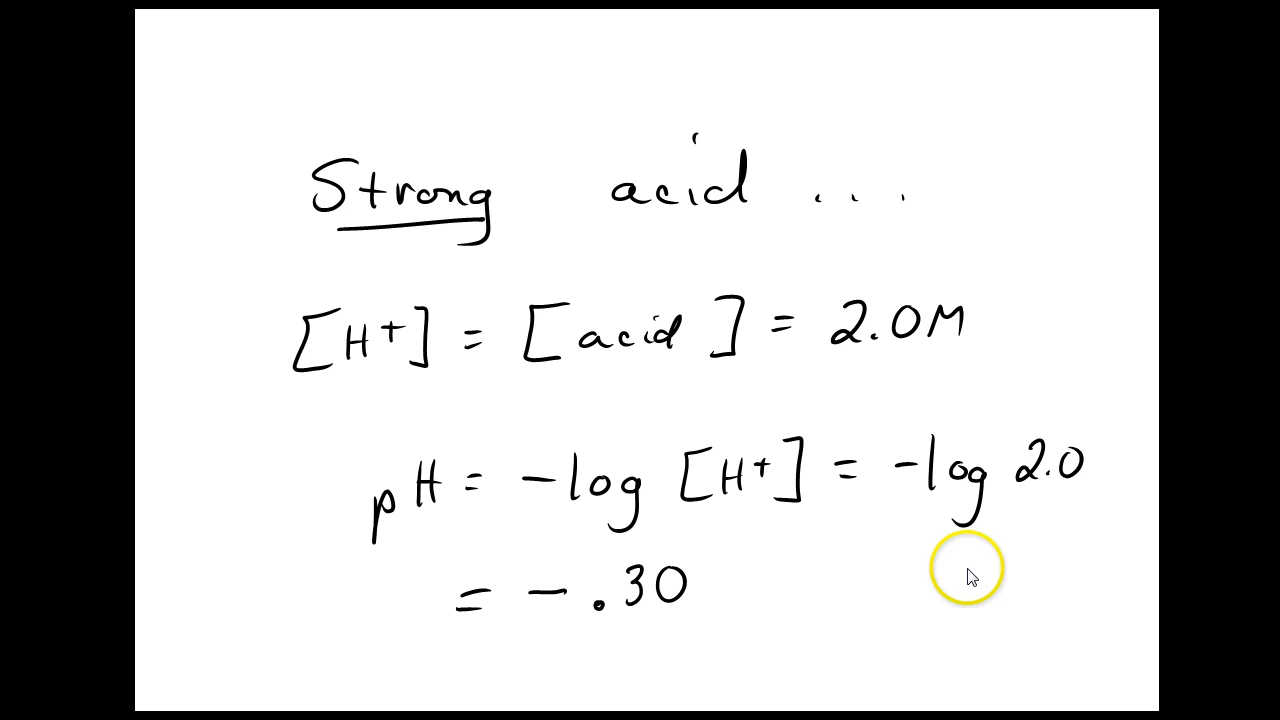 Strong acid ...
[H+] = [acid] = 2.0M
pH = -log [H+] = -log 2.0
= -.30